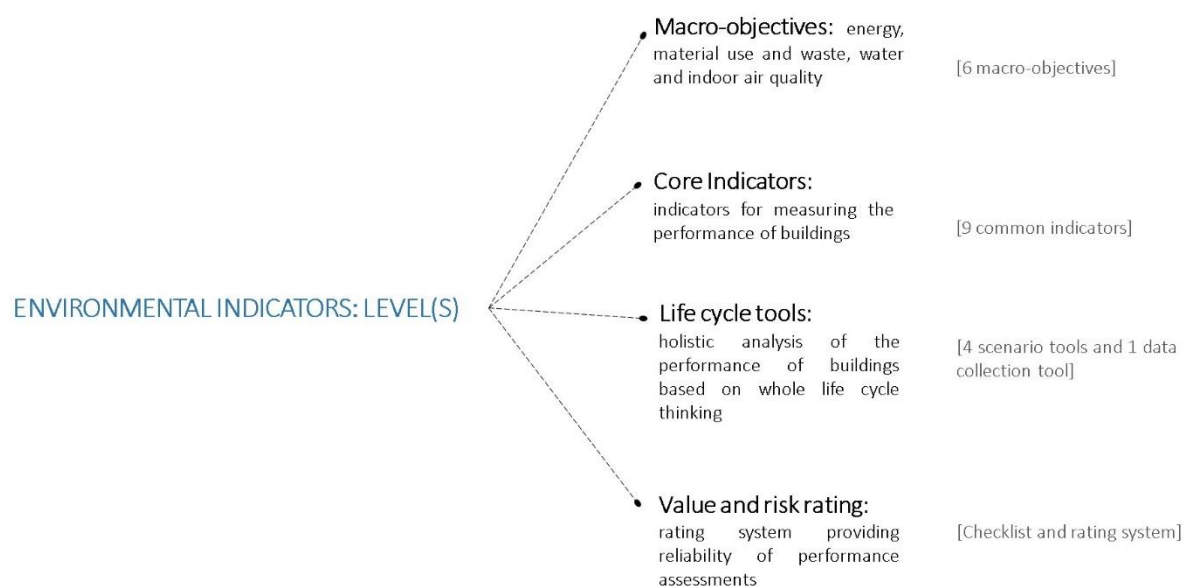 ENVIRONMENTAL INDICATORS: LEVEL(S)
Macro-objectives: energy,
material use and waste, water
and indoor air quality
[6 macro-objectives]
Core Indicators:
indicators for measuring the
performance of buildings
[9 common indicators]
Life cycle tools:
holistic analysis of the
performance of buildings
based on whole life cycle
thinking
[4 scenario tools and 1 data
collection tool]
Value and risk rating:
rating system providing
reliability of performance
assessments
[Checklist and rating system]